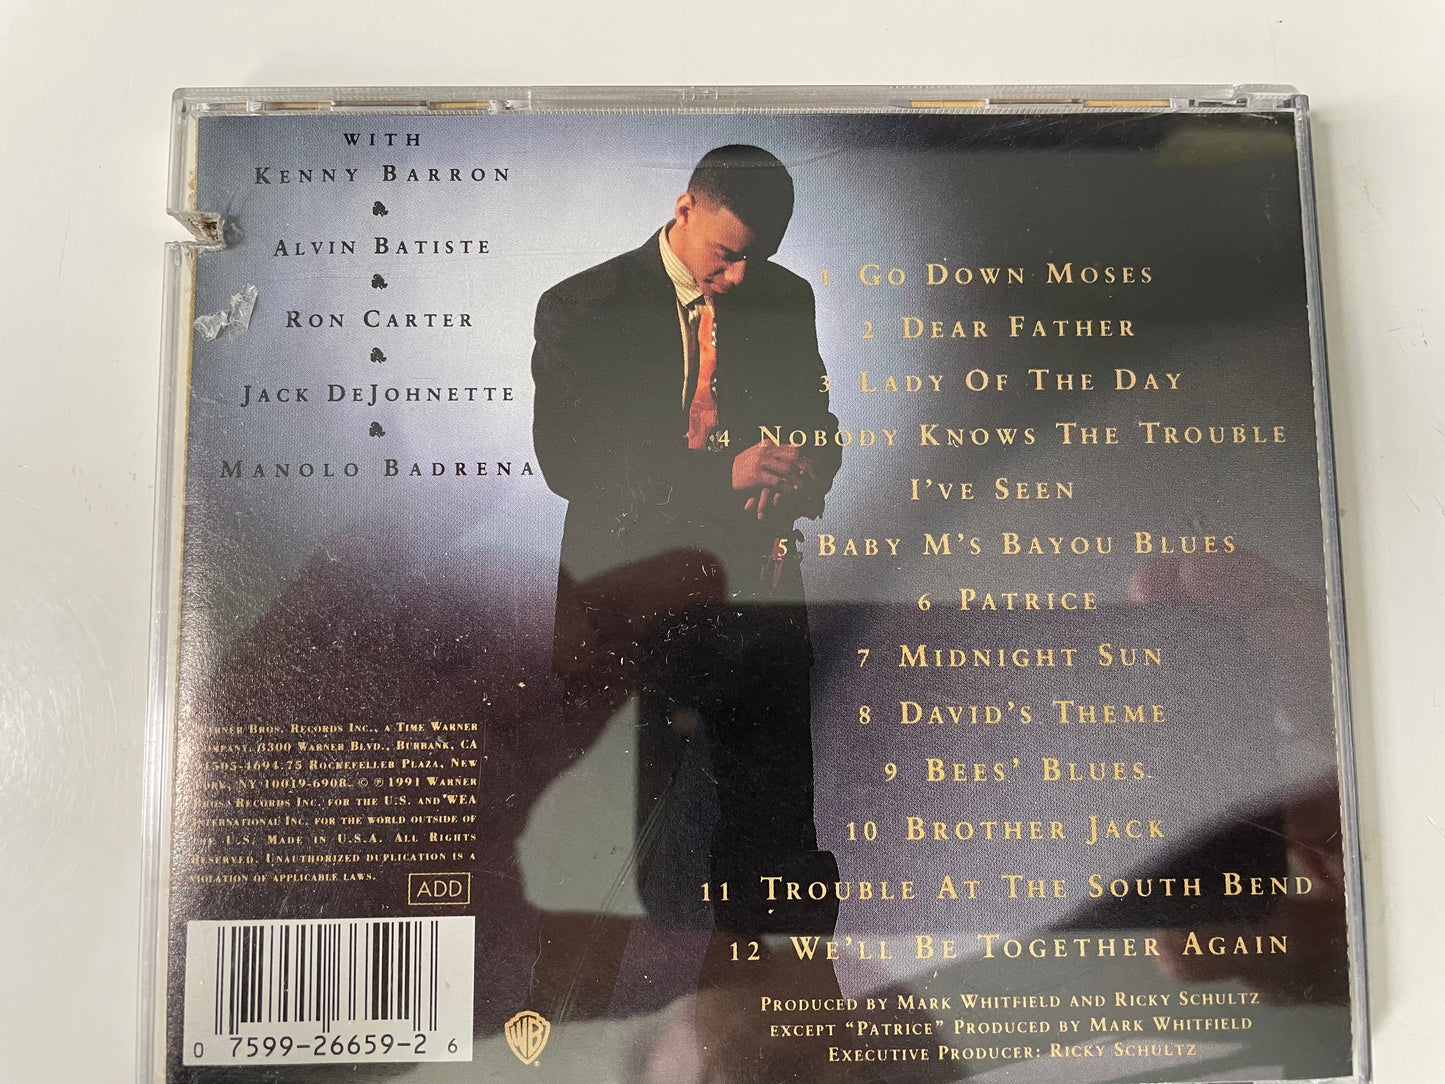 WITH
KENNY BARRON
ALVIN BATISTE
RON CARTER
JACK DEJOHNETTE
MANOLO BADRENA
1 GO DOWN MOSES
2 DEAR FATHER
3 LADY OF THE DAY
4 NOBODY KNOWS THE TROUBLE
I'VE SEEN
5 BABY M'S BAYOU BLUES
6 PATRICE
7 MIDNIGHT SUN
8 DAVID'S THEME
9 BEES' BLUES
10 BROTHER JACK
11 TROUBLE AT THE SOUTH BEND
12 WE'LL BE TOGETHER AGAIN
PRODUCED BY MARK WHITFIELD AND RICKY SCHULTZ
EXCEPT "PATRICE" PRODUCED BY MARK WHITFIELD
EXECUTIVE PRODUCER: RICKY SCHULTZ
WARNER BROS. RECORDS INC., A TIME WARNER
COMPANY, 3300 WARNER BLVD., BURBANK, CA
91505-4694. 75 ROCKEFELLER PLAZA, NEW
YORK, NY 10019-6908. © ℗ 1991 WARNER
BROS. RECORDS INC. FOR THE U.S. AND WEA
INTERNATIONAL INC. FOR THE WORLD OUTSIDE OF
THE U.S. MADE IN U.S.A. ALL RIGHTS
RESERVED. UNAUTHORIZED DUPLICATION IS A
VIOLATION OF APPLICABLE LAWS.
ADD
0 7599-26659-2 6
WB